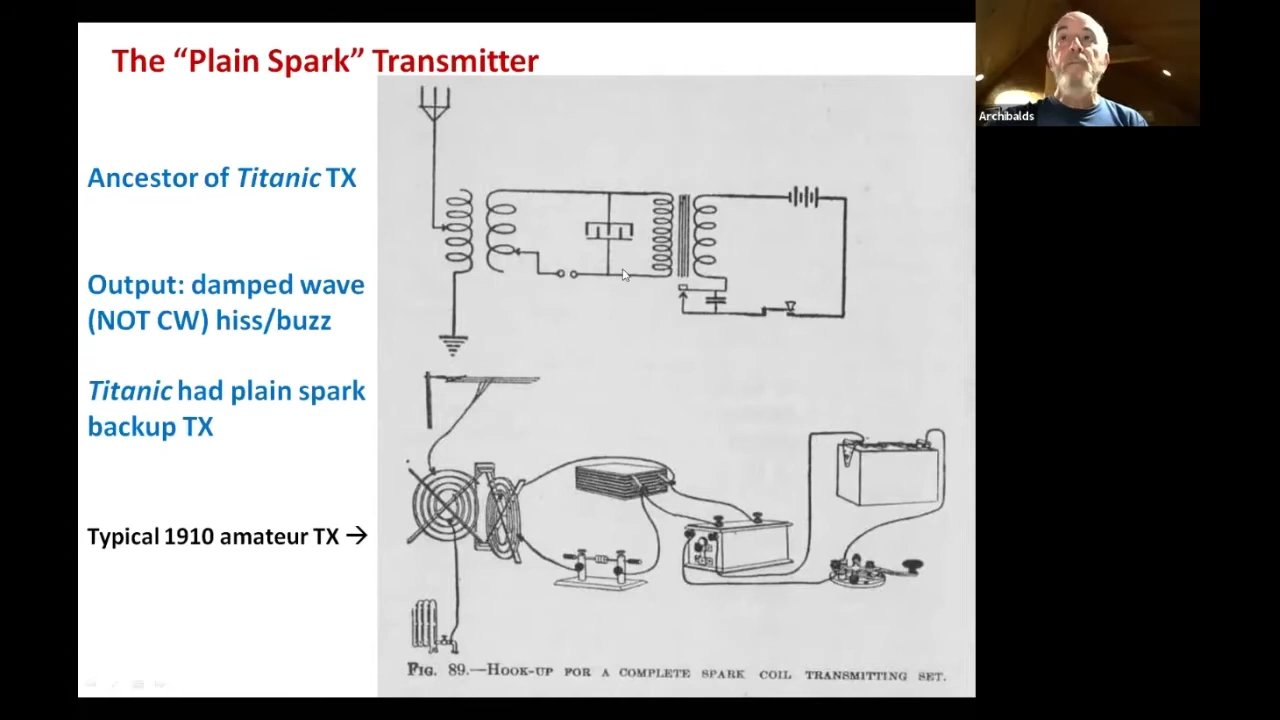 The “Plain Spark” Transmitter
Archibalds
Ancestor of Titanic TX
Output: damped wave
(NOT CW) hiss/buzz
Titanic had plain spark
backup TX
Typical 1910 amateur TX →
Fig. 89.—Hook-up for a complete spark coil transmitting set.